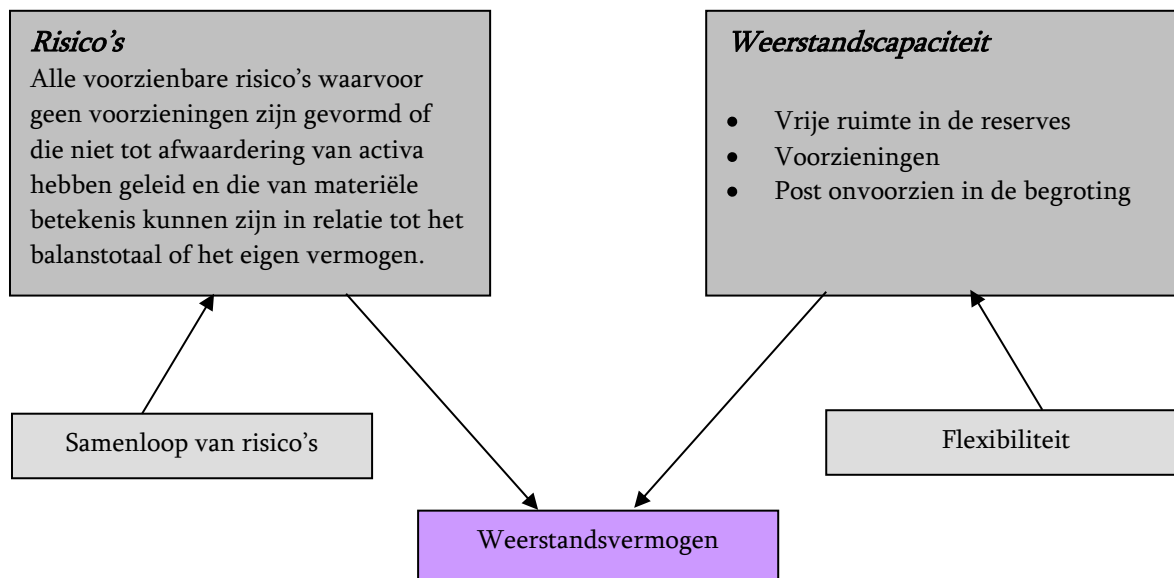 Risico’s
Alle voorzienbare risico’s waarvoor
geen voorzieningen zijn gevormd of
die niet tot afwaardering van activa
hebben geleid en die van materiële
betekenis kunnen zijn in relatie tot het
balanstotaal of het eigen vermogen.
Weerstandscapaciteit
• Vrije ruimte in de reserves
• Voorzieningen
• Post onvoorzien in de begroting
Samenloop van risico’s
Flexibiliteit
Weerstandsvermogen